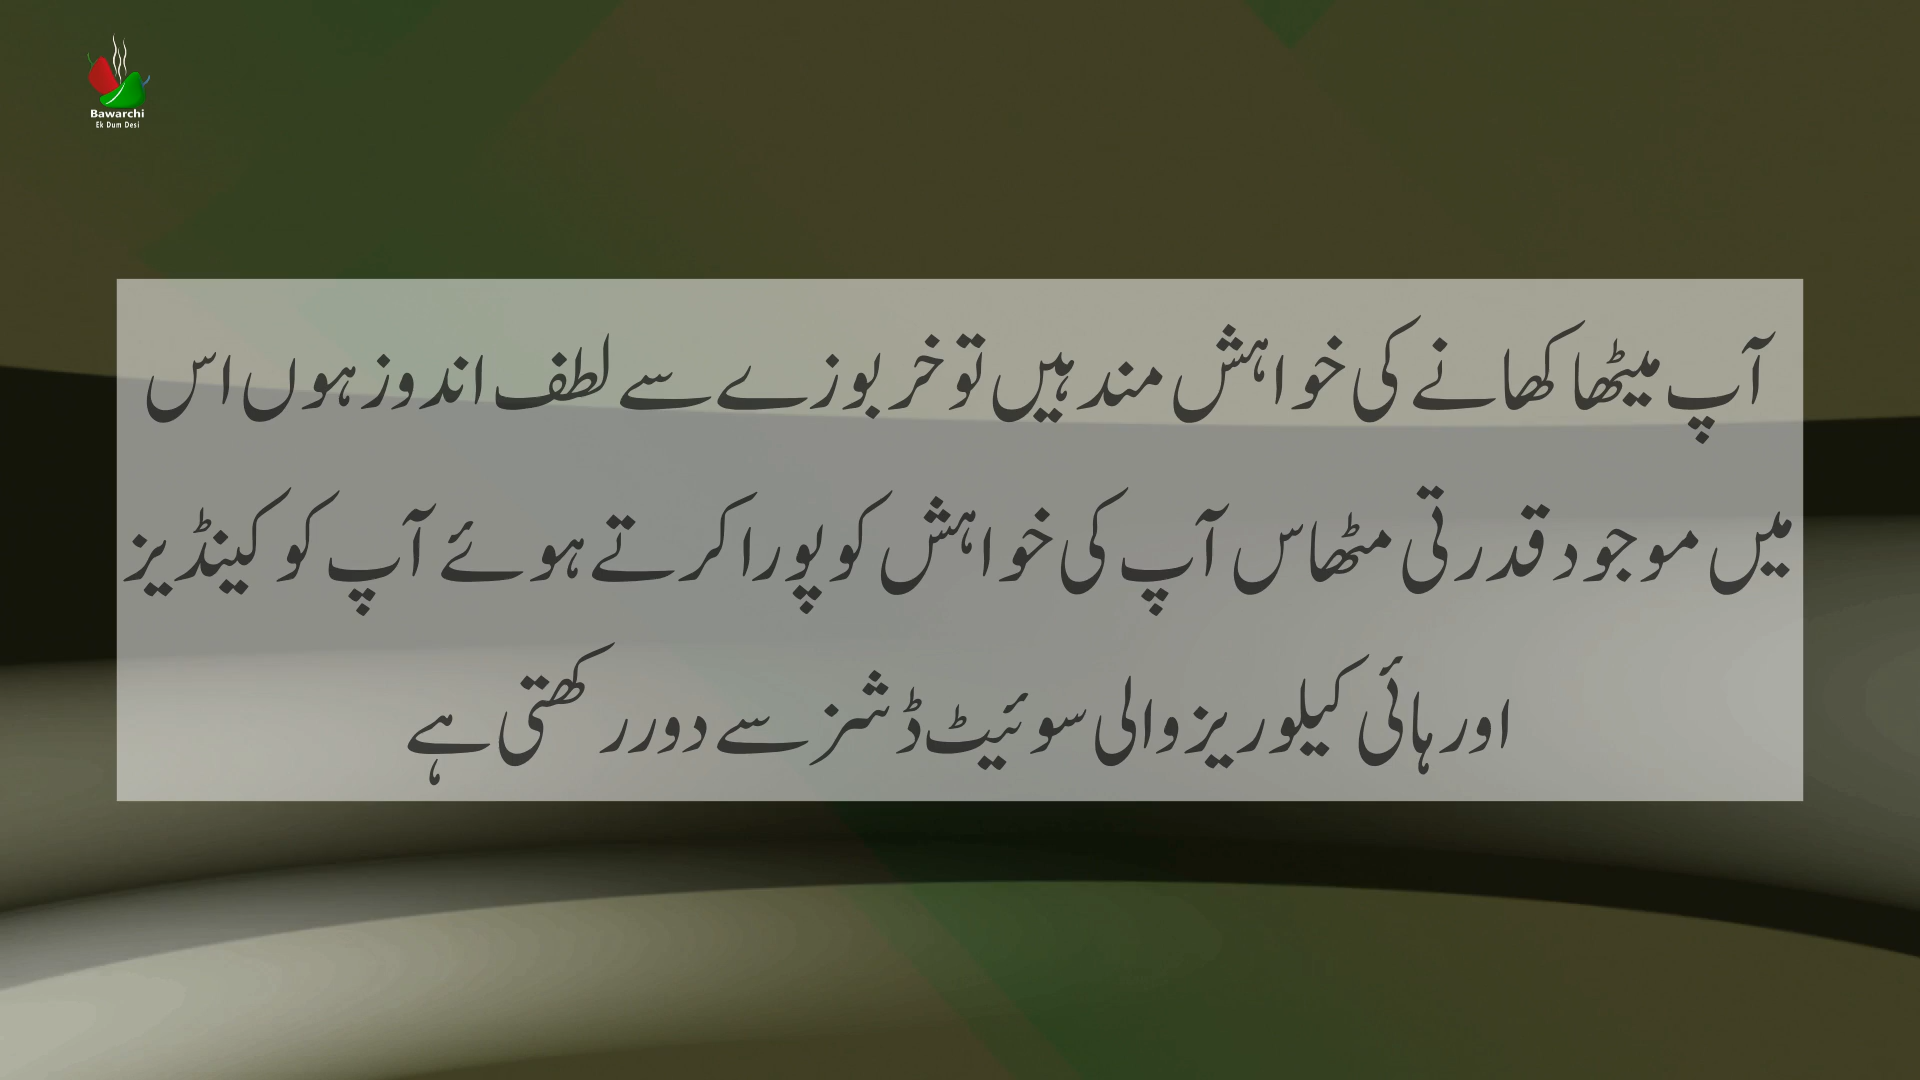 Bawarchi
Ek Dum Desi
آپ میٹھا کھانے کی خواہش مند ہیں تو خربوزے سے لطف اندوز ہوں اس
میں موجود قدرتی مٹھاس آپ کی خواہش کو پورا کرتے ہوئے آپ کو کینڈیز
اور ہائی کیلوریز والی سوئیٹ ڈشز سے دور رکھتی ہے